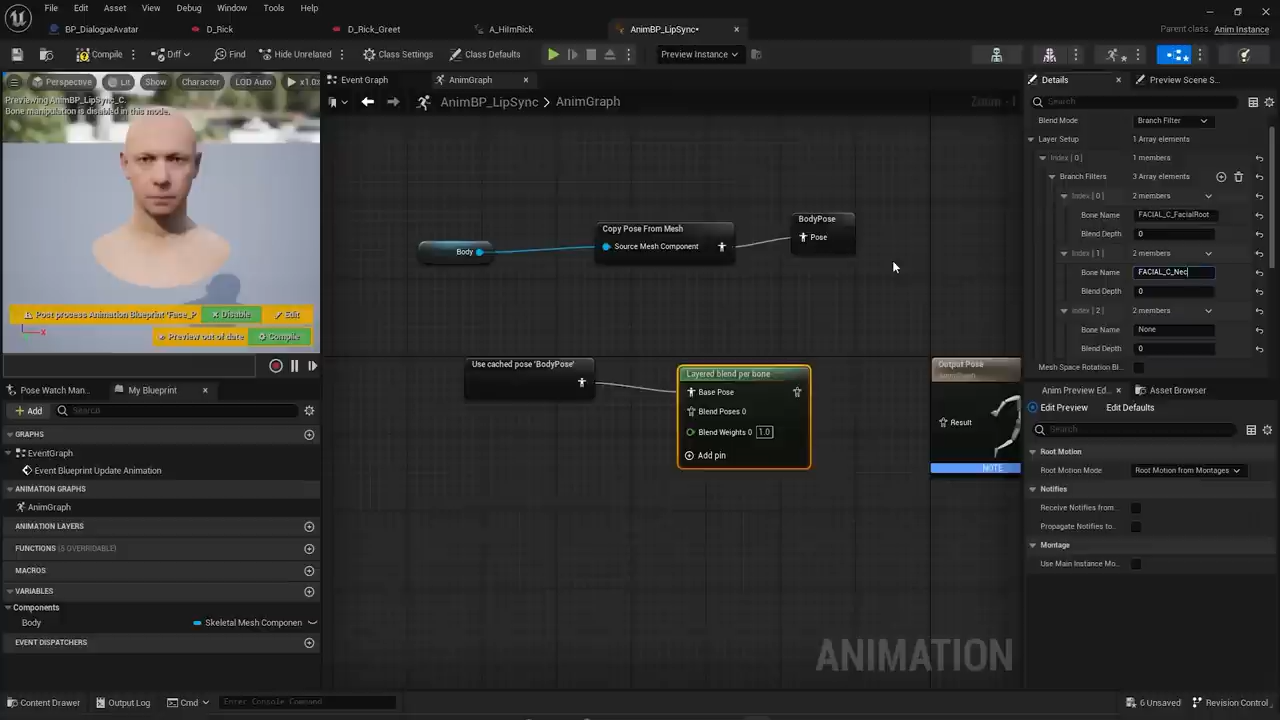 File Edit Asset View Debug Window Tools Help
BP_DialogueAvatar D_Rick D_Rick_Greet A_HiImRick AnimBP_LipSync•
Parent class: Anim Instance
Compile Diff Find Hide Unrelated Class Settings Class Defaults Preview Instance
Perspective Lit Show Character LOD Auto x1.0
Previewing AnimBP_LipSync_C.
Bone manipulation is disabled in this mode.
Post process Animation Blueprint 'Face_P Disable Edit
Preview out of date Compile
Pose Watch Man... My Blueprint
Add Search
GRAPHS
EventGraph
Event Blueprint Update Animation
ANIMATION GRAPHS
AnimGraph
ANIMATION LAYERS
FUNCTIONS (5 OVERRIDABLE)
MACROS
VARIABLES
Components
Body Skeletal Mesh Componen
EVENT DISPATCHERS
Event Graph AnimGraph
AnimBP_LipSync > AnimGraph Zoom -1
Body
Copy Pose From Mesh
Source Mesh Component
BodyPose
Pose
Use cached pose 'BodyPose'
Layered blend per bone
Base Pose
Blend Poses 0
Blend Weights 0 1.0
Add pin
Output Pose
AnimGraph
Result
NOTE
ANIMATION
Details Preview Scene S...
Search
Blend Mode Branch Filter
Layer Setup 1 Array elements
Index [ 0 ] 1 members
Branch Filters 3 Array elements
Index [ 0 ] 2 members
Bone Name FACIAL_C_FacialRoot
Blend Depth 0
Index [ 1 ] 2 members
Bone Name FACIAL_C_Nec
Blend Depth 0
Index [ 2 ] 2 members
Bone Name None
Blend Depth 0
Mesh Space Rotation Bl
Anim Preview Ed... Asset Browser
Edit Preview Edit Defaults
Search
Root Motion
Root Motion Mode Root Motion from Montages
Notifies
Receive Notifies from...
Propagate Notifies to...
Montage
Use Main Instance Mo...
Content Drawer Output Log Cmd Enter Console Command 6 Unsaved Revision Control